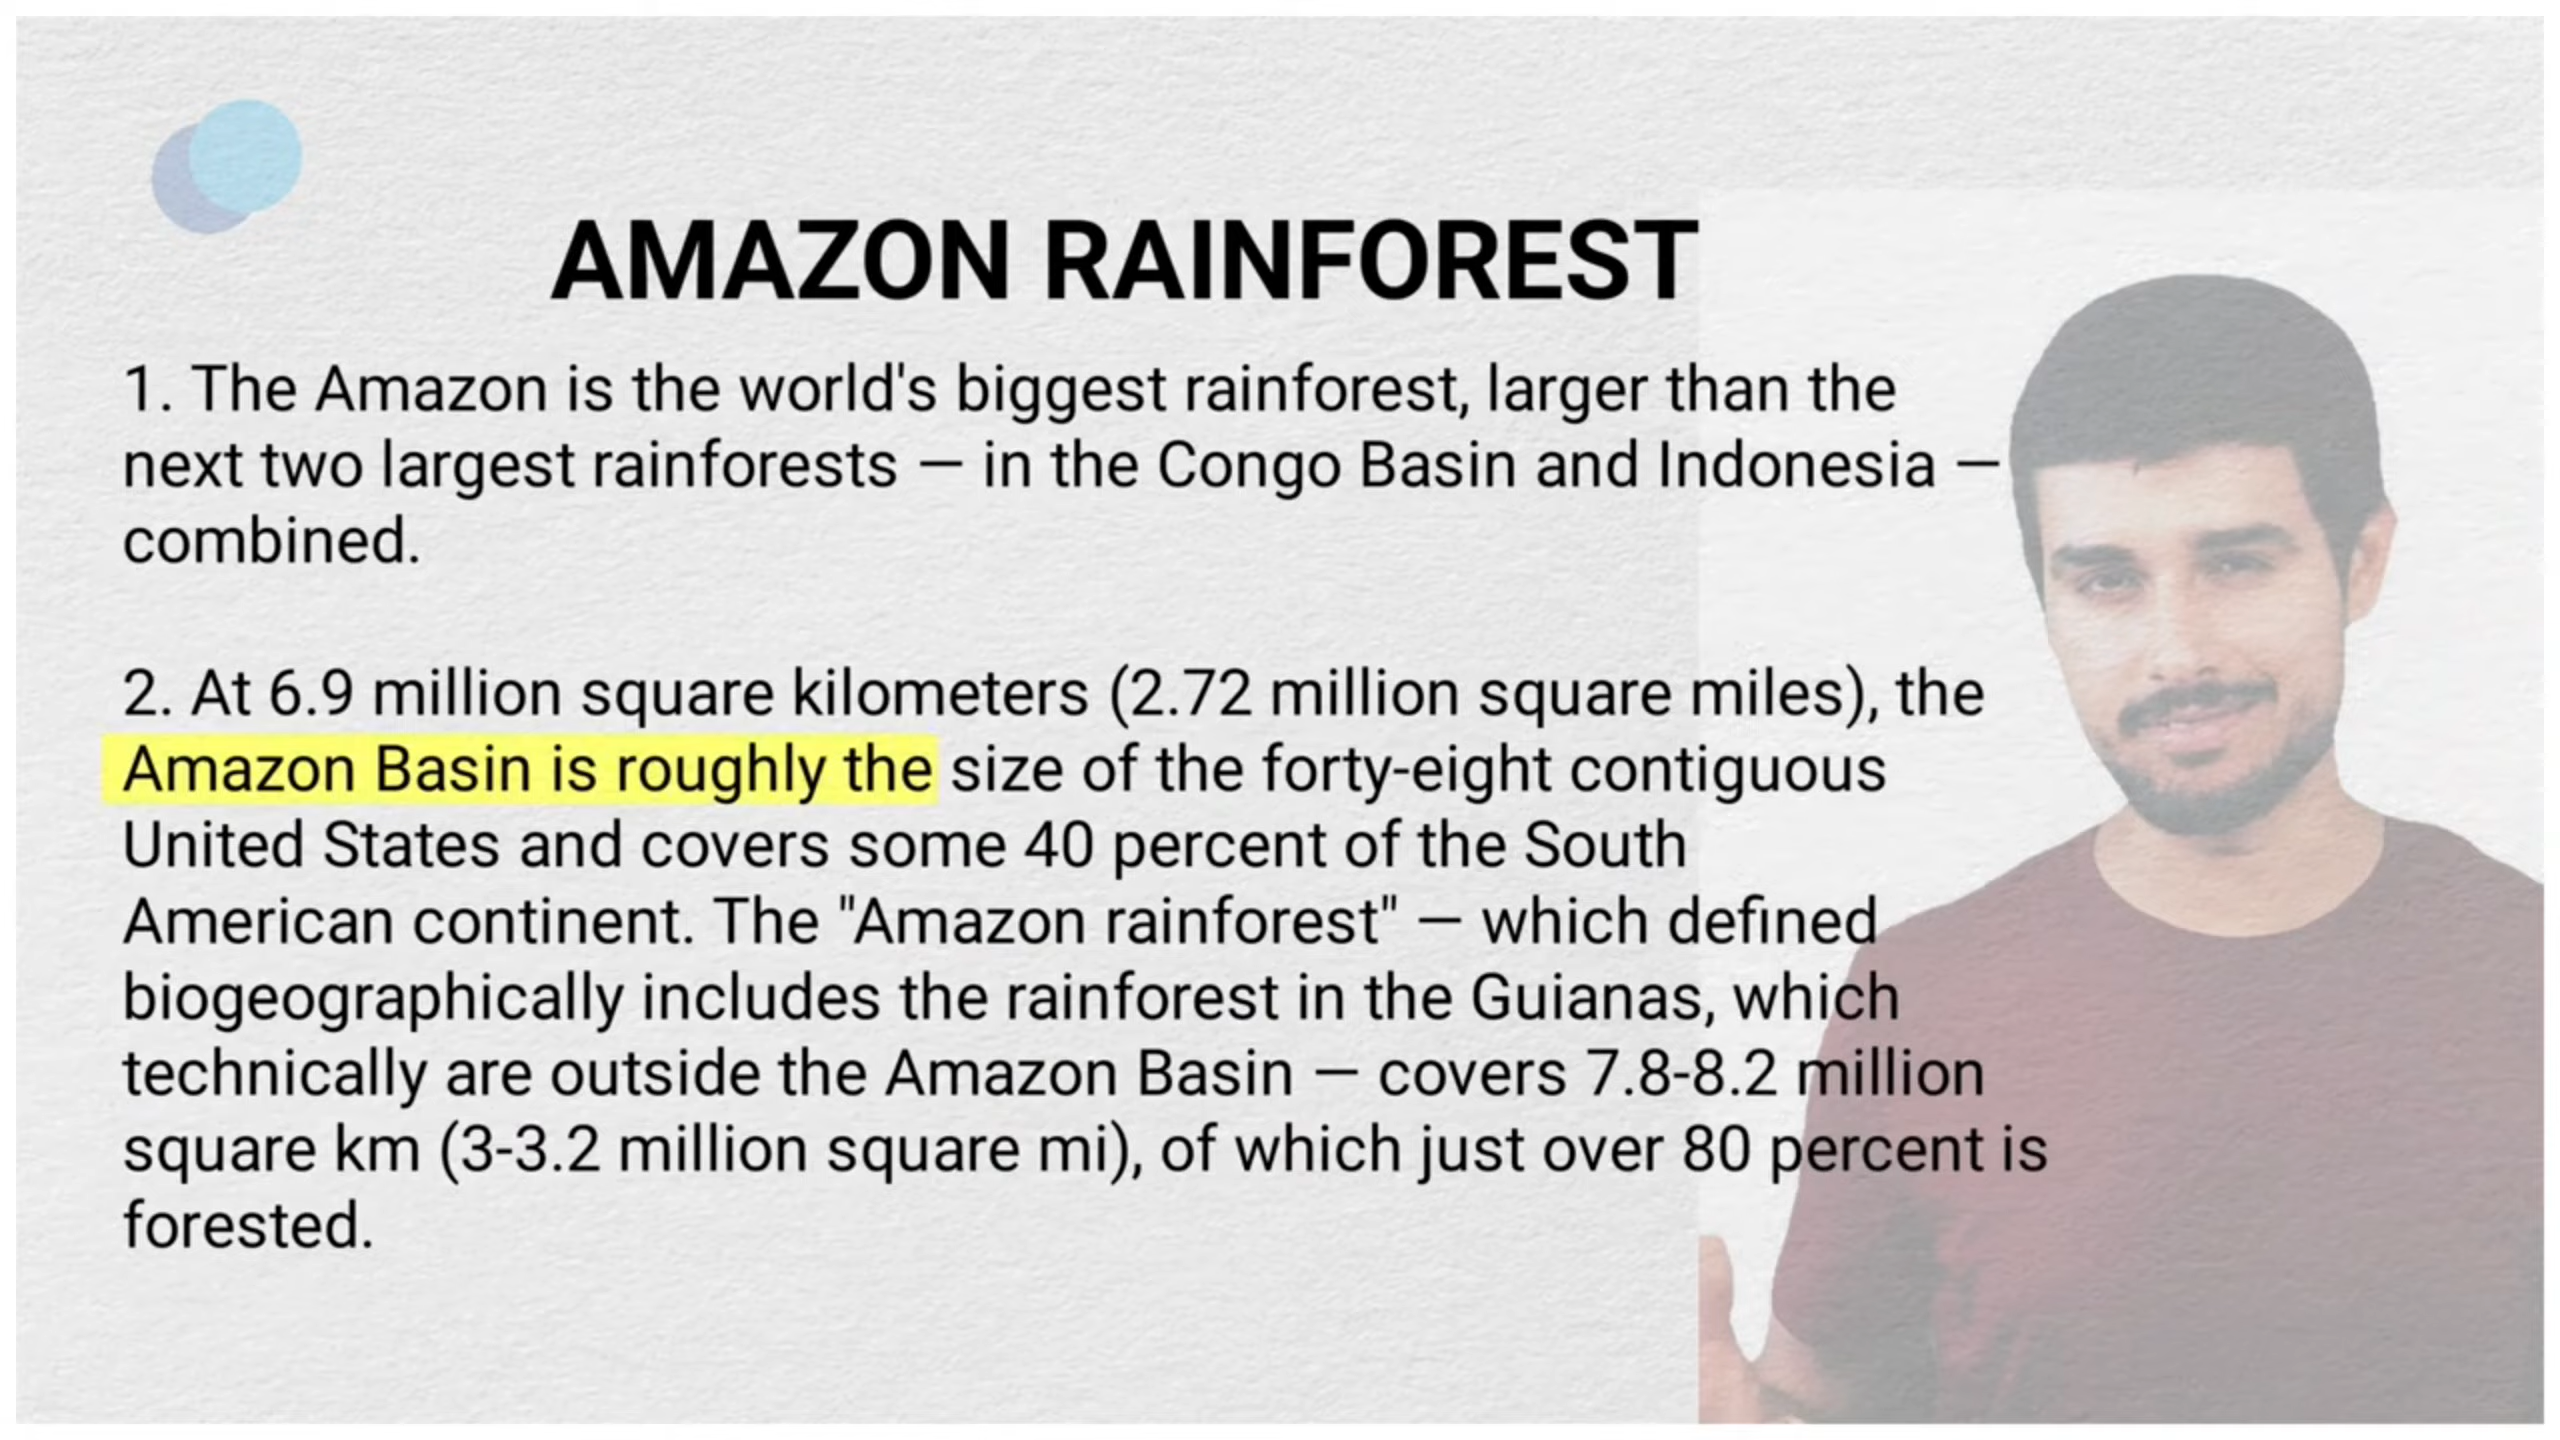 AMAZON RAINFOREST
1. The Amazon is the world's biggest rainforest, larger than the
next two largest rainforests — in the Congo Basin and Indonesia —
combined.
2. At 6.9 million square kilometers (2.72 million square miles), the
Amazon Basin is roughly the size of the forty-eight contiguous
United States and covers some 40 percent of the South
American continent. The "Amazon rainforest" — which defined
biogeographically includes the rainforest in the Guianas, which
technically are outside the Amazon Basin — covers 7.8-8.2 million
square km (3-3.2 million square mi), of which just over 80 percent is
forested.